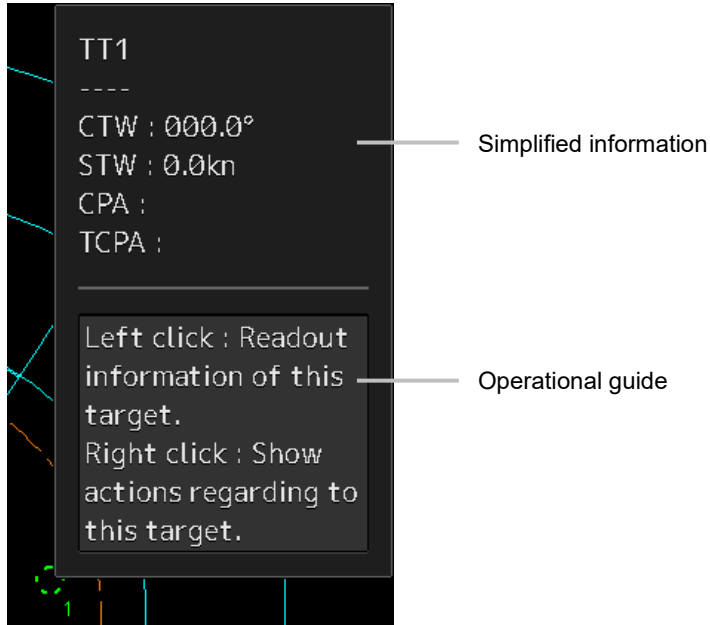 TT1
----
CTW : 000.0°
STW : 0.0kn
CPA :
TCPA :
Simplified information
Left click : Readout
information of this
target.
Right click : Show
actions regarding to
this target.
Operational guide
1